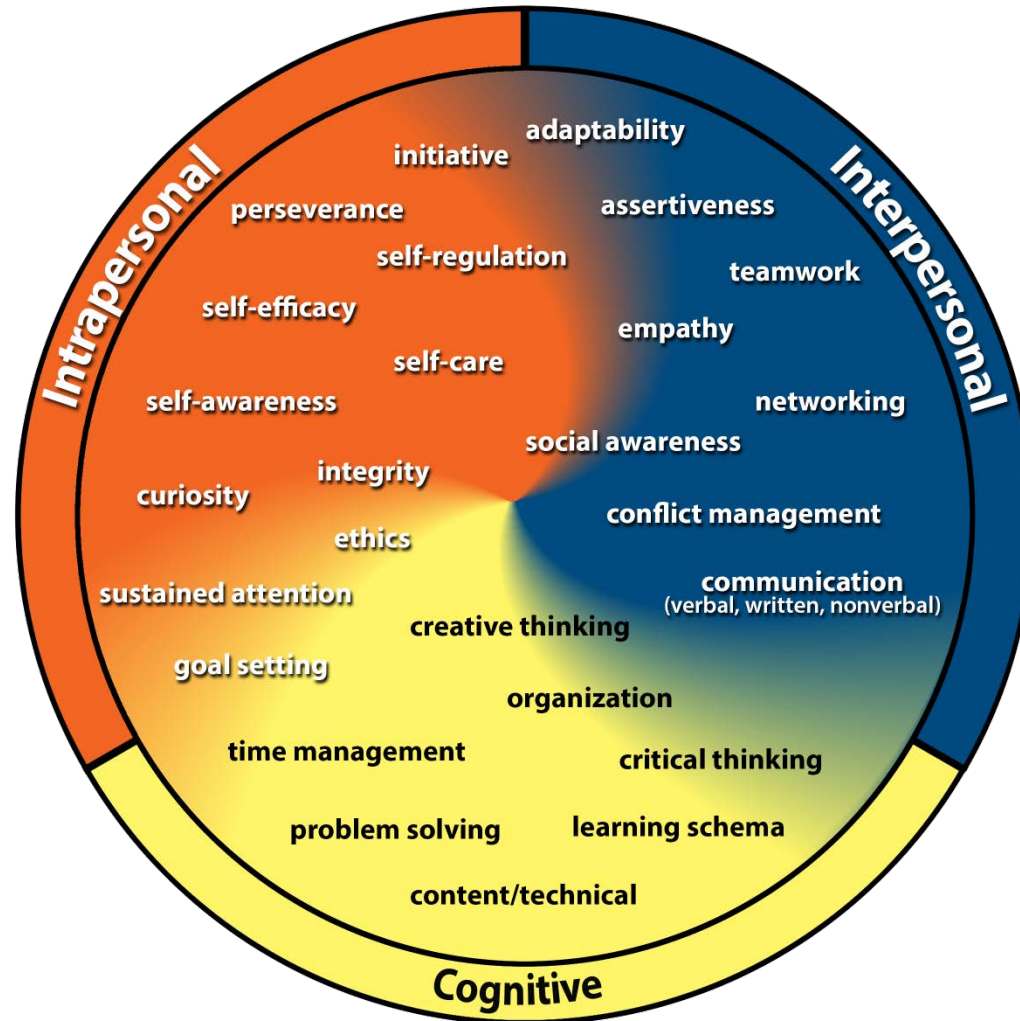 Intrapersonal
Interpersonal
adaptability
initiative
assertiveness
perseverance
self-regulation
teamwork
self-efficacy
empathy
self-care
self-awareness
networking
social awareness
integrity
curiosity
conflict management
ethics
communication
(verbal, written, nonverbal)
sustained attention
creative thinking
goal setting
organization
time management
critical thinking
problem solving
learning schema
content/technical
Cognitive